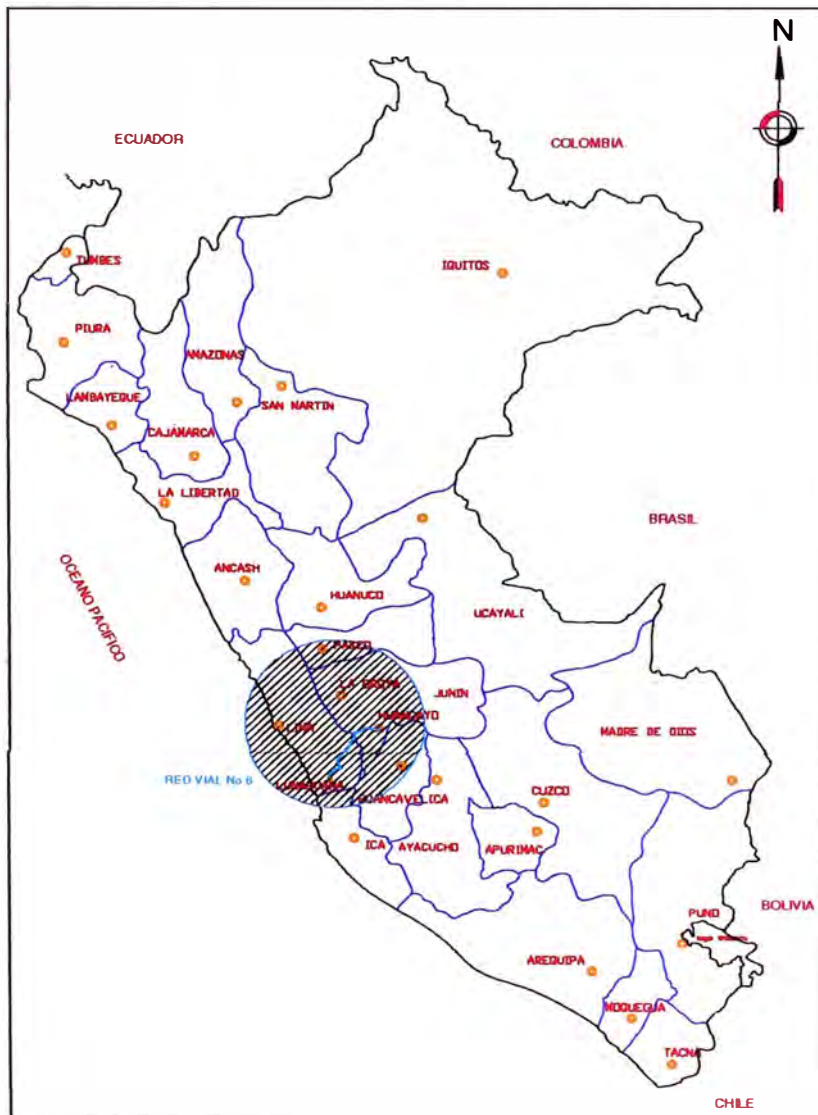 N
ECUADOR
COLOMBIA
TUMBES
IQUITOS
PIURA
AMAZONAS
LAMBAYEQUE
SAN MARTIN
CAJAMARCA
LA LIBERTAD
BRASIL
ANCASH
OCEANO PACIFICO
HUANUCO
UCAYALI
PASCO
JUNIN
HUANCAYO
LIMA
MADRE DE DIOS
RED VIAL No 6
HUANCAVELICA
CUZCO
ICA
AYACUCHO
APURIMAC
BOLIVIA
PUNO
AREQUIPA
MOQUEGUA
TACNA
CHILE